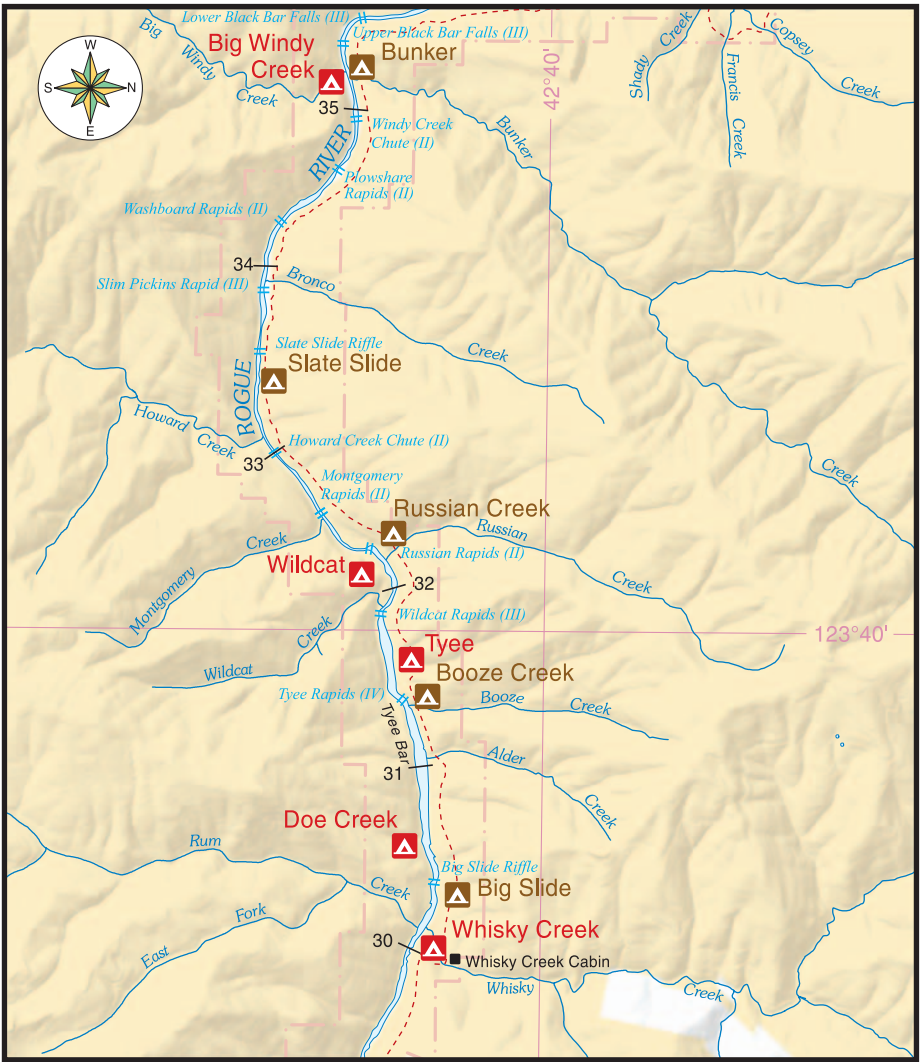 Lower Black Bar Falls (III)
Upper Black Bar Falls (III)
Big Windy
Creek
Bunker
Big
Windy
Creek
W
S
N
E
42°40'
Shady
Creek
Francis
Creek
Copsey
Creek
35
Windy Creek
Chute (II)
Bunker
RIVER
Plowshare
Rapids (II)
Washboard Rapids (II)
34
Slim Pickins Rapid (III)
Bronco
Creek
Slate Slide Riffle
Slate Slide
ROGUE
Howard
Creek
33
Howard Creek Chute (II)
Montgomery
Rapids (II)
Creek
Russian Creek
Russian
Creek
Russian Rapids (II)
Creek
Montgomery
Wildcat
32
Wildcat Rapids (III)
Creek
Wildcat
123°40'
Tyee
Booze Creek
Tyee Rapids (IV)
Booze
Creek
Tyee Bar
31
Alder
Creek
Doe Creek
Rum
Creek
Big Slide Riffle
Big Slide
East
Fork
30
Whisky Creek
Whisky Creek Cabin
Whisky
Creek